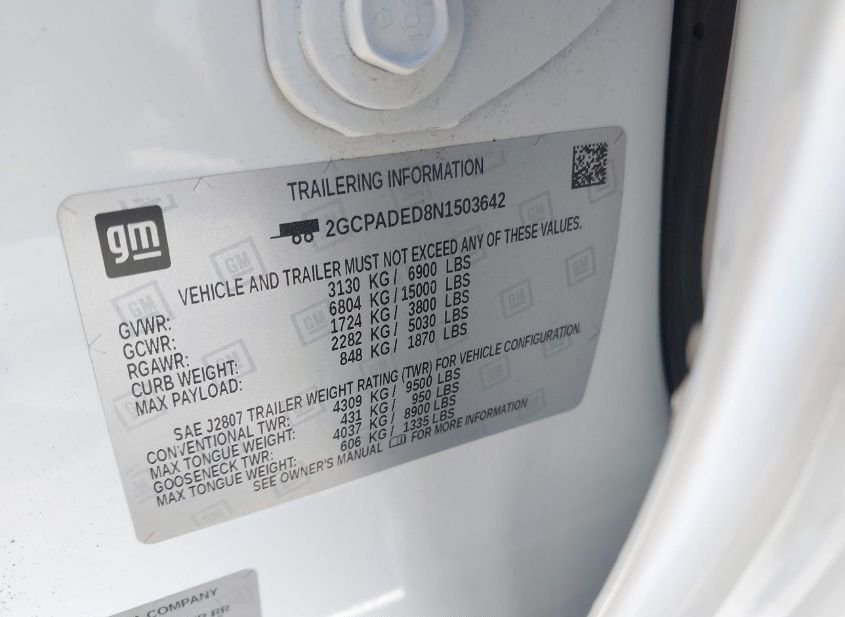 TRAILERING INFORMATION
gm
2GCPADED8N1503642
VEHICLE AND TRAILER MUST NOT EXCEED ANY OF THESE VALUES.
GVWR: 3130 KG / 6900 LBS
GCWR: 6804 KG / 15000 LBS
RGAWR: 1724 KG / 3800 LBS
CURB WEIGHT: 2282 KG / 5030 LBS
MAX PAYLOAD: 848 KG / 1870 LBS
SAE J2807 TRAILER WEIGHT RATING (TWR) FOR VEHICLE CONFIGURATION.
CONVENTIONAL TWR: 4309 KG / 9500 LBS
MAX TONGUE WEIGHT: 431 KG / 950 LBS
GOOSENECK TWR: 4037 KG / 8900 LBS
MAX TONGUE WEIGHT: 606 KG / 1335 LBS
SEE OWNER'S MANUAL FOR MORE INFORMATION
COMPANY
RR